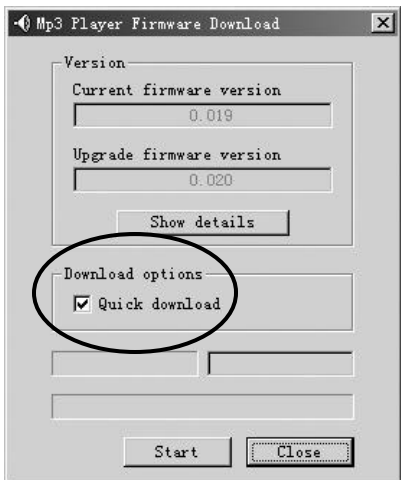 Mp3 Player Firmware Download
Version
Current firmware version
0.019
Upgrade firmware version
0.020
Show details
Download options
Quick download
Start Close